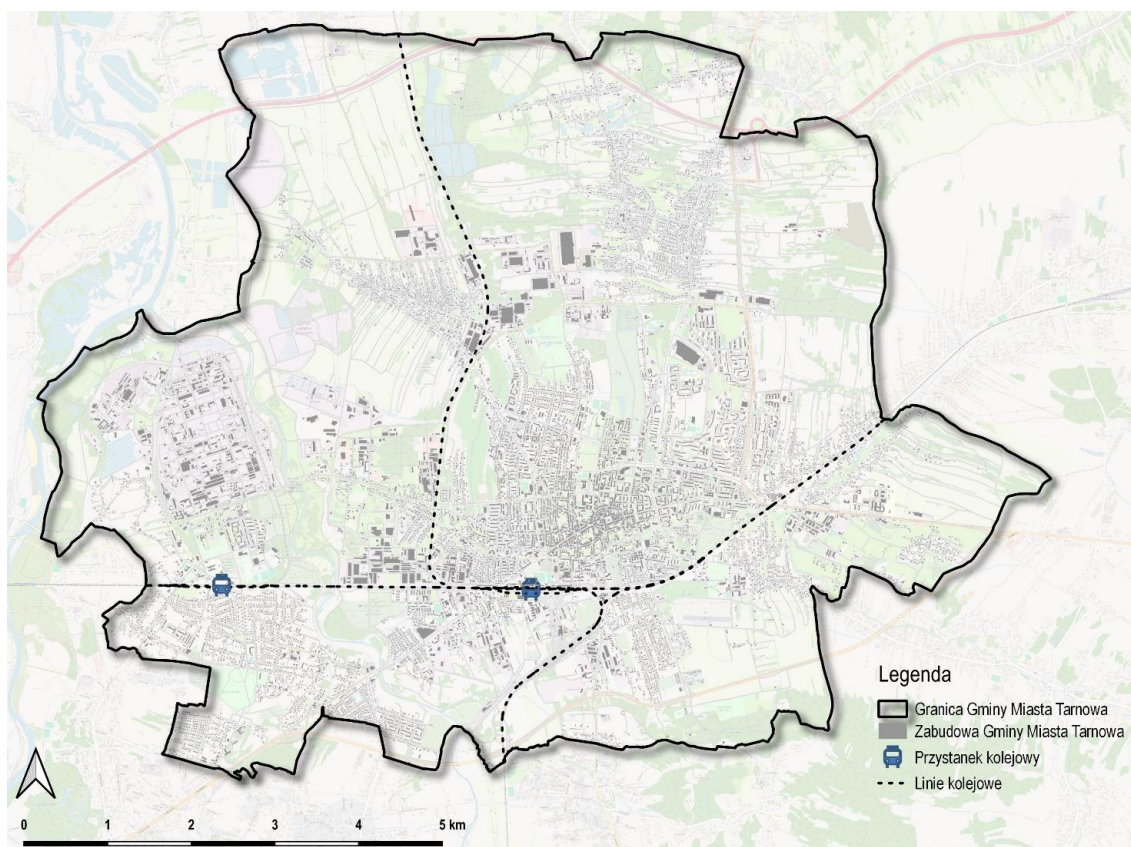 Legenda
Granica Gminy Miasta Tarnowa
Zabudowa Gminy Miasta Tarnowa
Przystanek kolejowy
Linie kolejowe
0 1 2 3 4 5 km